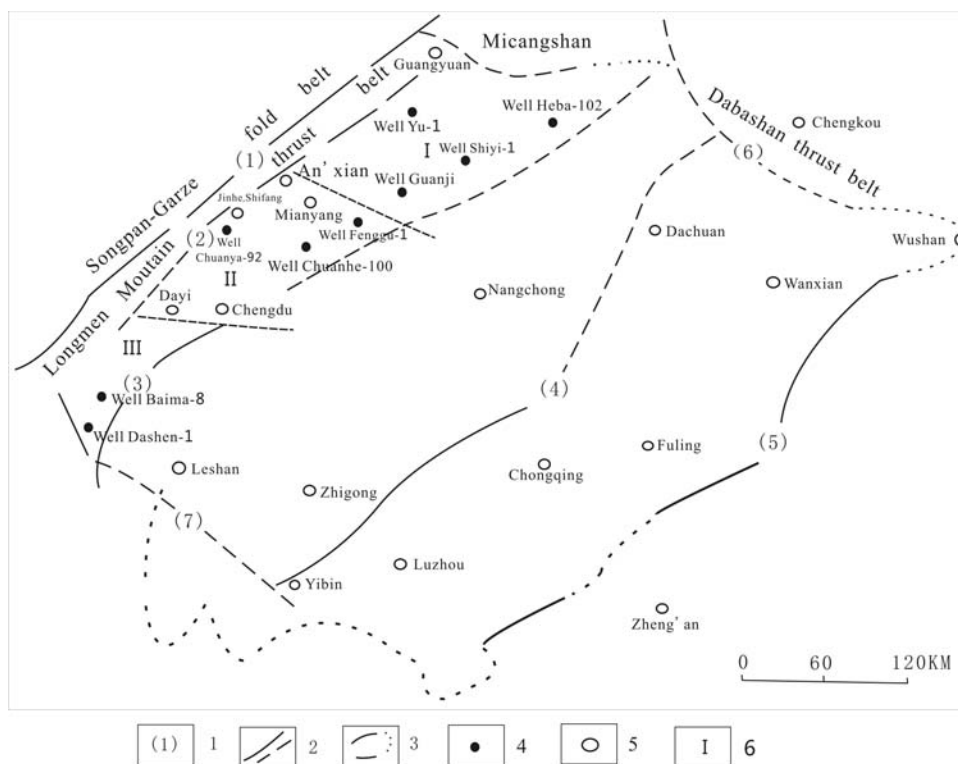 Micangshan
Guangyuan
Songpan-Garze fold belt
Longmen Moutain thrust belt
Dabashan thrust belt
Well Heba-102
Chengkou
Well Yu-1
(1)
I
Well Shiyi-1
(6)
An'xian
Well Guanji
Jinhe,Shifang
Mianyang
(2)
Well
Chuanya-92
Well Fenggu-1
Dachuan
Wushan
Well Chuanhe-100
II
Nangchong
Wanxian
Dayi
Chengdu
III
(3)
(4)
Well Baima-8
Well Dashen-1
(5)
Fuling
Leshan
Chongqing
Zhigong
(7)
Luzhou
Yibin
Zheng'an
0 60 120KM
(1) 1 2 3 4 5 I 6